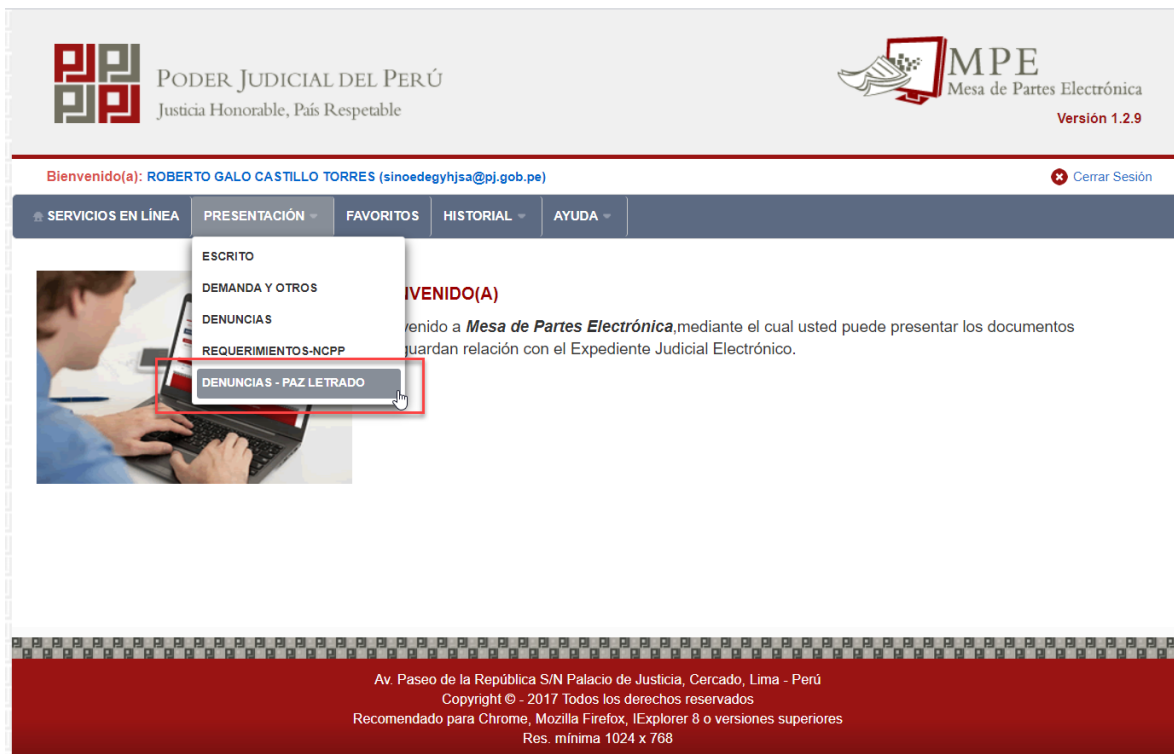 PODER JUDICIAL DEL PERÚ
Justicia Honorable, País Respetable
MPE
Mesa de Partes Electrónica
Versión 1.2.9
Bienvenido(a): ROBERTO GALO CASTILLO TORRES (sinoedegyhjsa@pj.gob.pe)
Cerrar Sesión
SERVICIOS EN LÍNEA PRESENTACIÓN FAVORITOS HISTORIAL AYUDA
ESCRITO
DEMANDA Y OTROS
DENUNCIAS
REQUERIMIENTOS-NCPP
DENUNCIAS - PAZ LETRADO
VENIDO(A)
venido a Mesa de Partes Electrónica,mediante el cual usted puede presentar los documentos
guardan relación con el Expediente Judicial Electrónico.
Av. Paseo de la República S/N Palacio de Justicia, Cercado, Lima - Perú
Copyright © - 2017 Todos los derechos reservados
Recomendado para Chrome, Mozilla Firefox, IExplorer 8 o versiones superiores
Res. mínima 1024 x 768